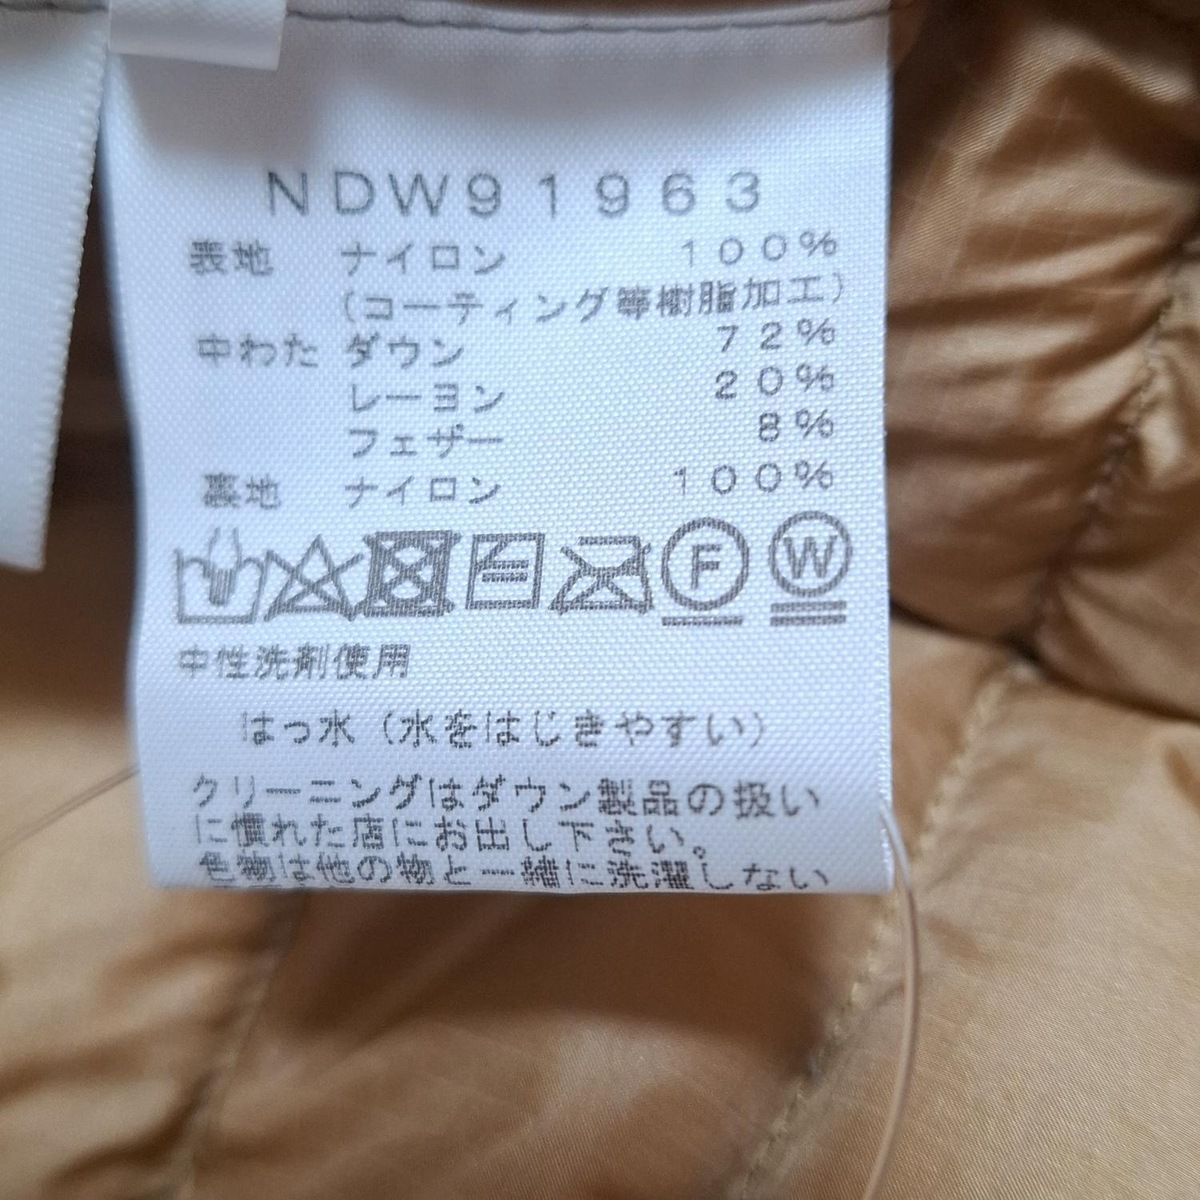 NDW91963
表地 ナイロン 100%
(コーティング等樹脂加工)
中わた ダウン 72%
レーヨン 20%
フェザー 8%
裏地 ナイロン 100%
F W
中性洗剤使用
はっ水(水をはじきやすい)
クリーニングはダウン製品の扱い
に慣れた店にお出し下さい。
色物は他の物と一緒に洗濯しない